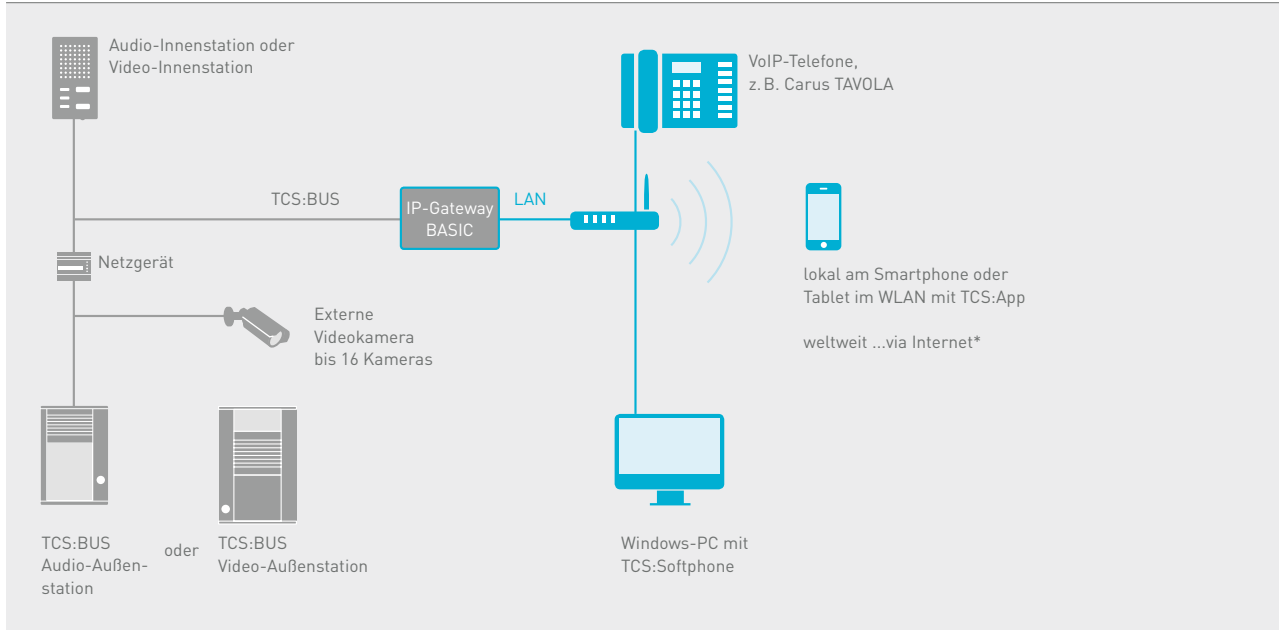 Audio-Innenstation oder
Video-Innenstation
VoIP-Telefone,
z. B. Carus TAVOLA
TCS:BUS
IP-Gateway
BASIC
LAN
Netzgerät
lokal am Smartphone oder
Tablet im WLAN mit TCS:App
weltweit ...via Internet*
Externe
Videokamera
bis 16 Kameras
TCS:BUS
Audio-Außen-
station
oder
TCS:BUS
Video-Außenstation
Windows-PC mit
TCS:Softphone